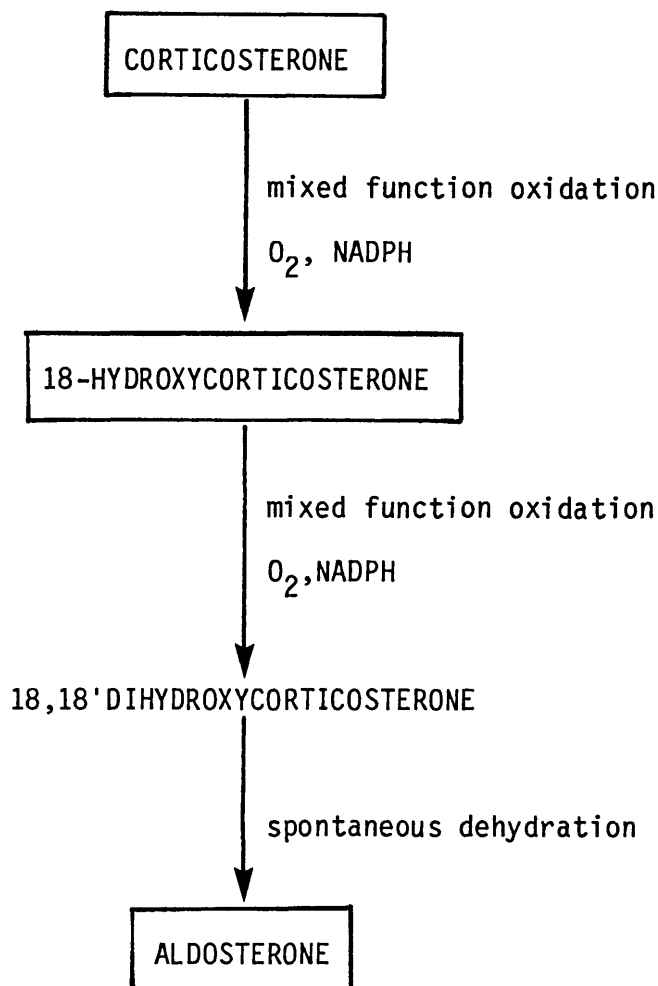 CORTICOSTERONE
mixed function oxidation
O₂, NADPH
18-HYDROXYCORTICOSTERONE
mixed function oxidation
O₂,NADPH
18,18'DIHYDROXYCORTICOSTERONE
spontaneous dehydration
ALDOSTERONE